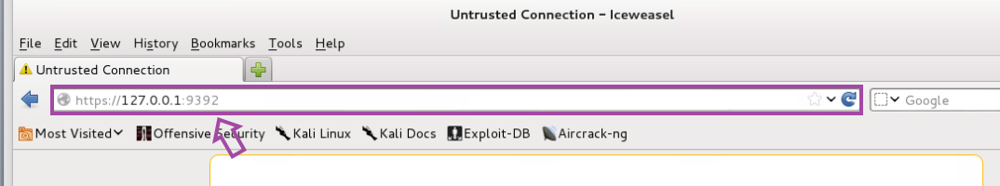 Untrusted Connection - Iceweasel
File Edit View History Bookmarks Tools Help
Untrusted Connection
https://127.0.0.1:9392 Google
Most Visited Offensive Security Kali Linux Kali Docs Exploit-DB Aircrack-ng